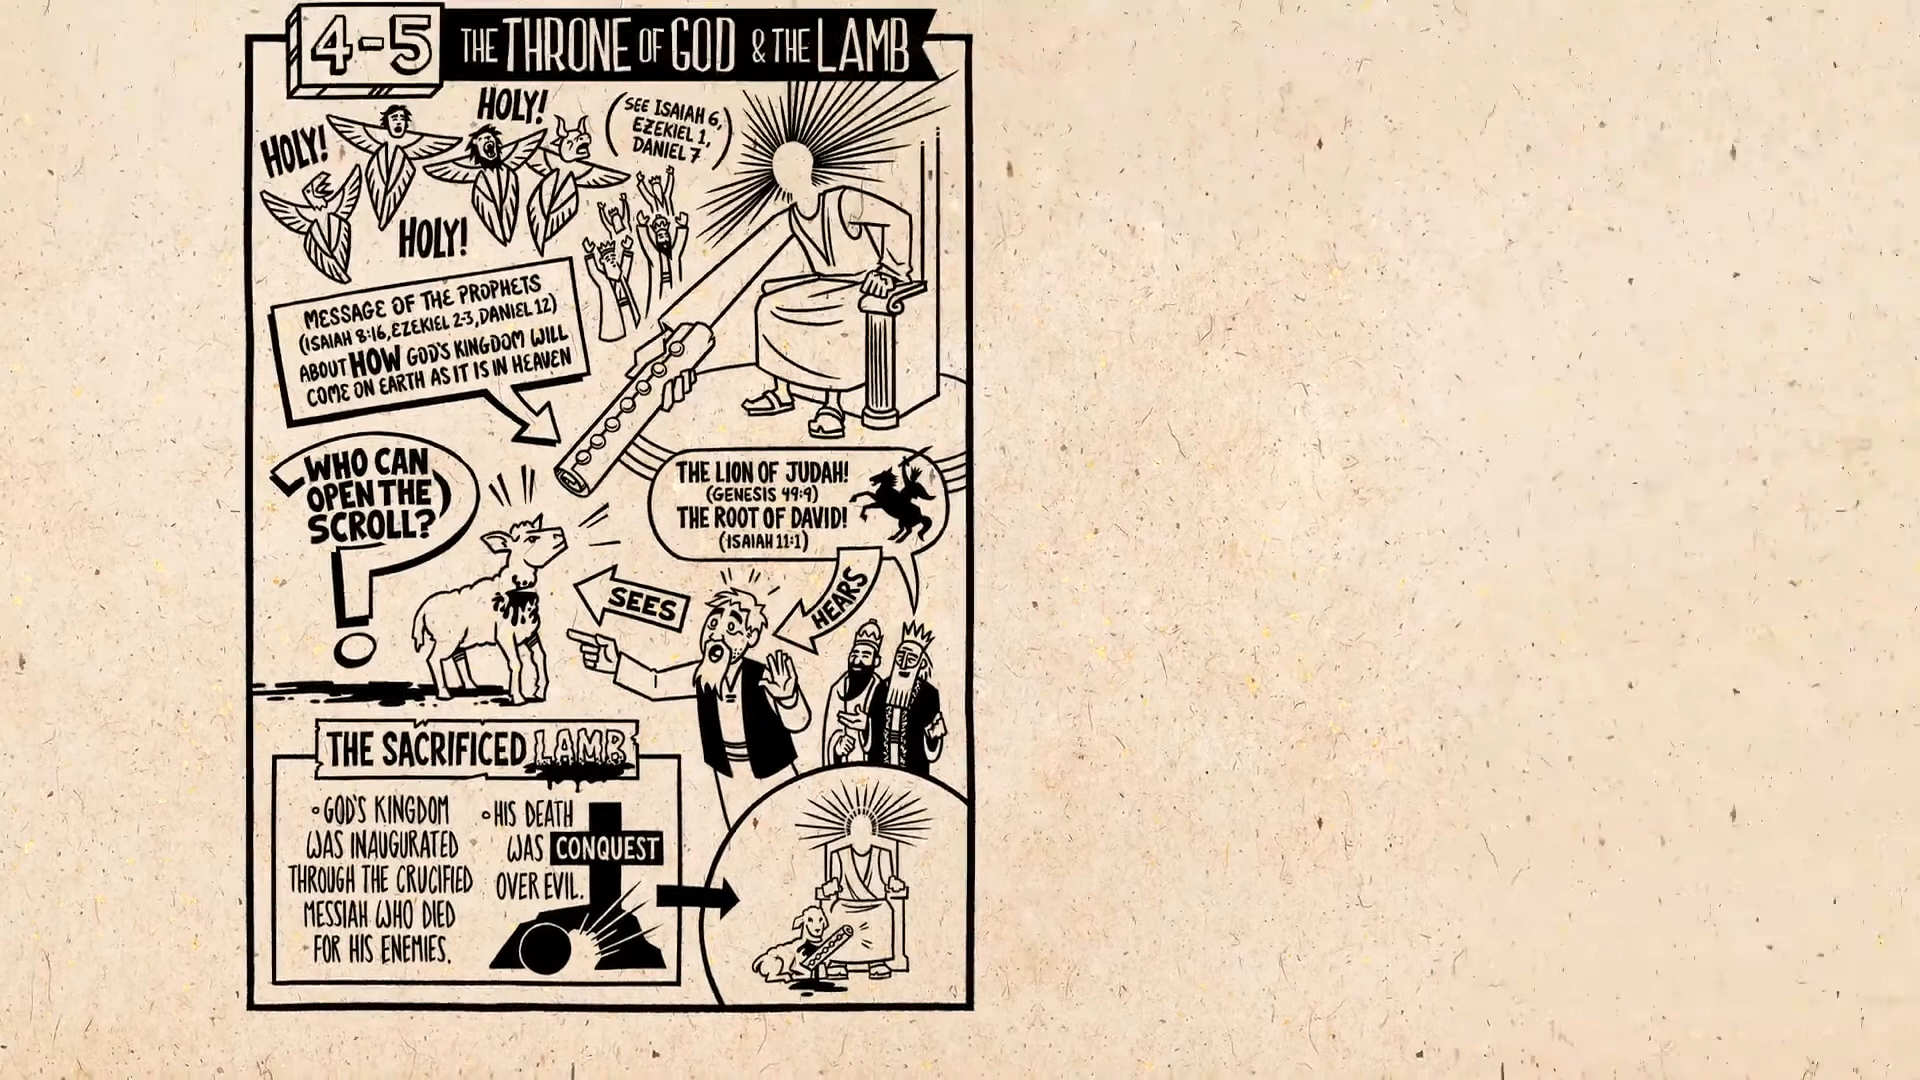 4-5 THE THRONE OF GOD & THE LAMB
HOLY!
HOLY!
HOLY!
(SEE ISAIAH 6,
EZEKIEL 1,
DANIEL 7)
MESSAGE OF THE PROPHETS
(ISAIAH 8:16, EZEKIEL 2-3, DANIEL 12)
ABOUT HOW GOD'S KINGDOM WILL
COME ON EARTH AS IT IS IN HEAVEN
WHO CAN
OPEN THE
SCROLL?
THE LION OF JUDAH!
(GENESIS 49:9)
THE ROOT OF DAVID!
(ISAIAH 11:1)
HEARS
SEES
THE SACRIFICED LAMB
• GOD'S KINGDOM
WAS INAUGURATED
THROUGH THE CRUCIFIED
MESSIAH WHO DIED
FOR HIS ENEMIES.
• HIS DEATH
WAS CONQUEST
OVER EVIL.